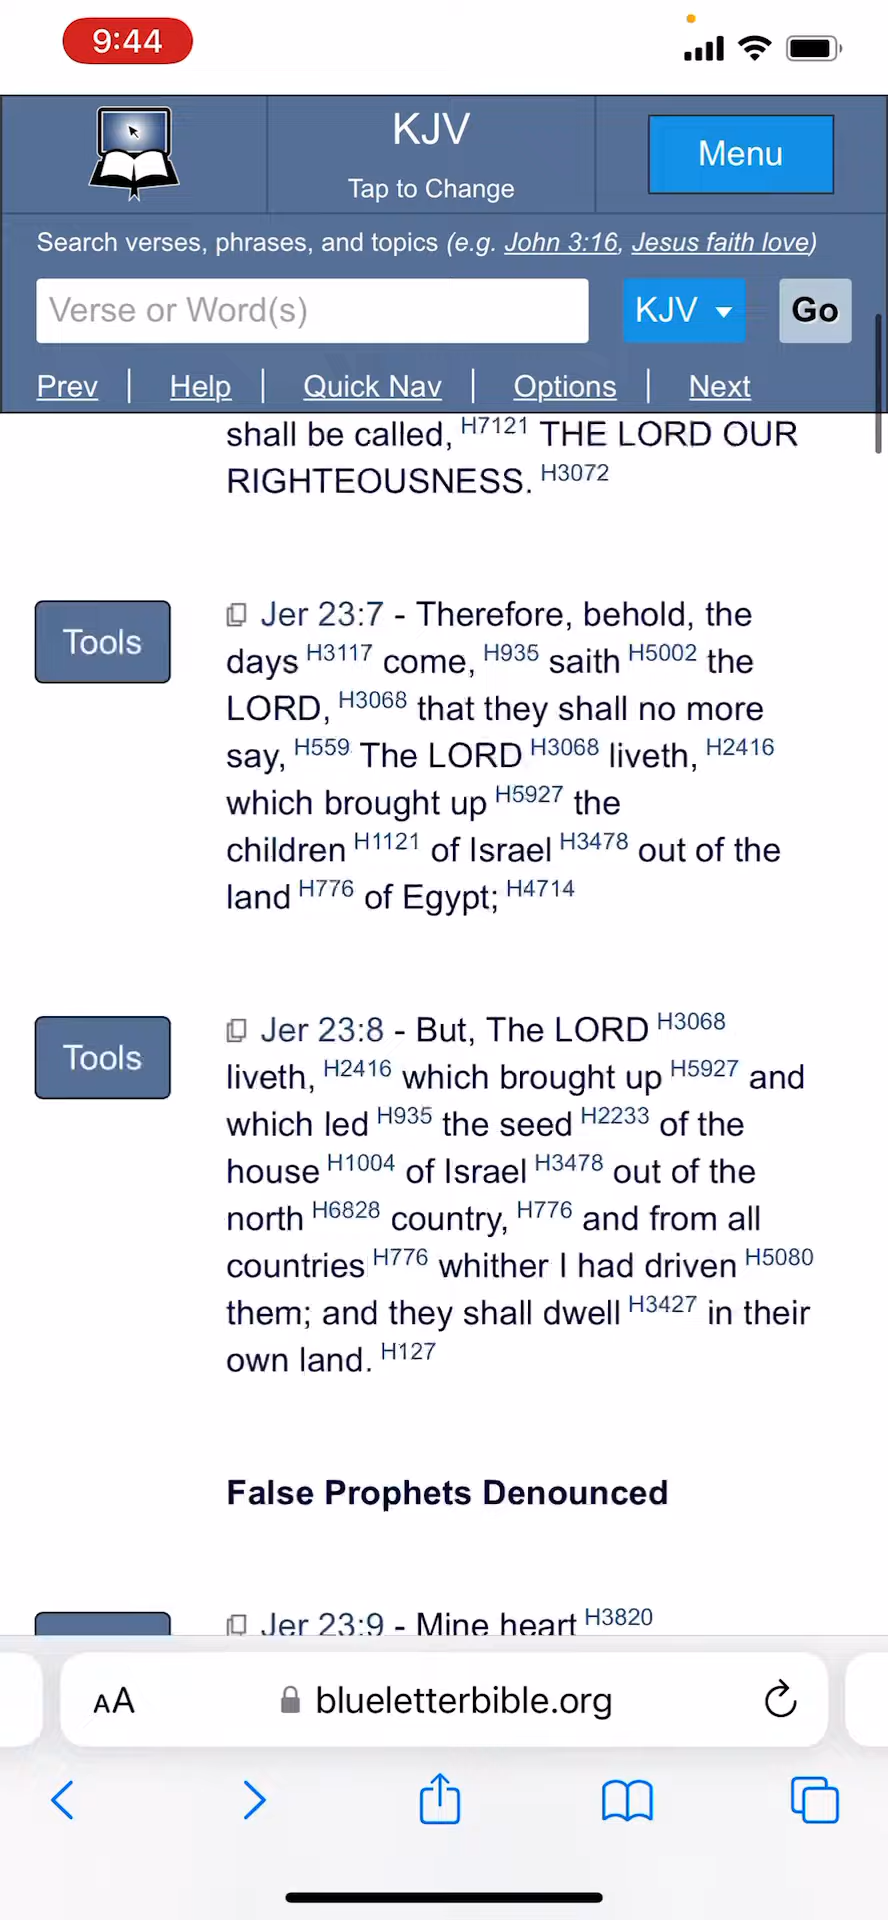 9:44
KJV
Tap to Change
Menu
Search verses, phrases, and topics (e.g. John 3:16, Jesus faith love)
Verse or Word(s)
KJV
Go
Prev | Help | Quick Nav | Options | Next
shall be called, H7121 THE LORD OUR
RIGHTEOUSNESS. H3072
Tools
Jer 23:7 - Therefore, behold, the
days H3117 come, H935 saith H5002 the
LORD, H3068 that they shall no more
say, H559 The LORD H3068 liveth, H2416
which brought up H5927 the
children H1121 of Israel H3478 out of the
land H776 of Egypt; H4714
Tools
Jer 23:8 - But, The LORD H3068
liveth, H2416 which brought up H5927 and
which led H935 the seed H2233 of the
house H1004 of Israel H3478 out of the
north H6828 country, H776 and from all
countries H776 whither I had driven H5080
them; and they shall dwell H3427 in their
own land. H127
False Prophets Denounced
Jer 23:9 - Mine heart H3820
AA
blueletterbible.org